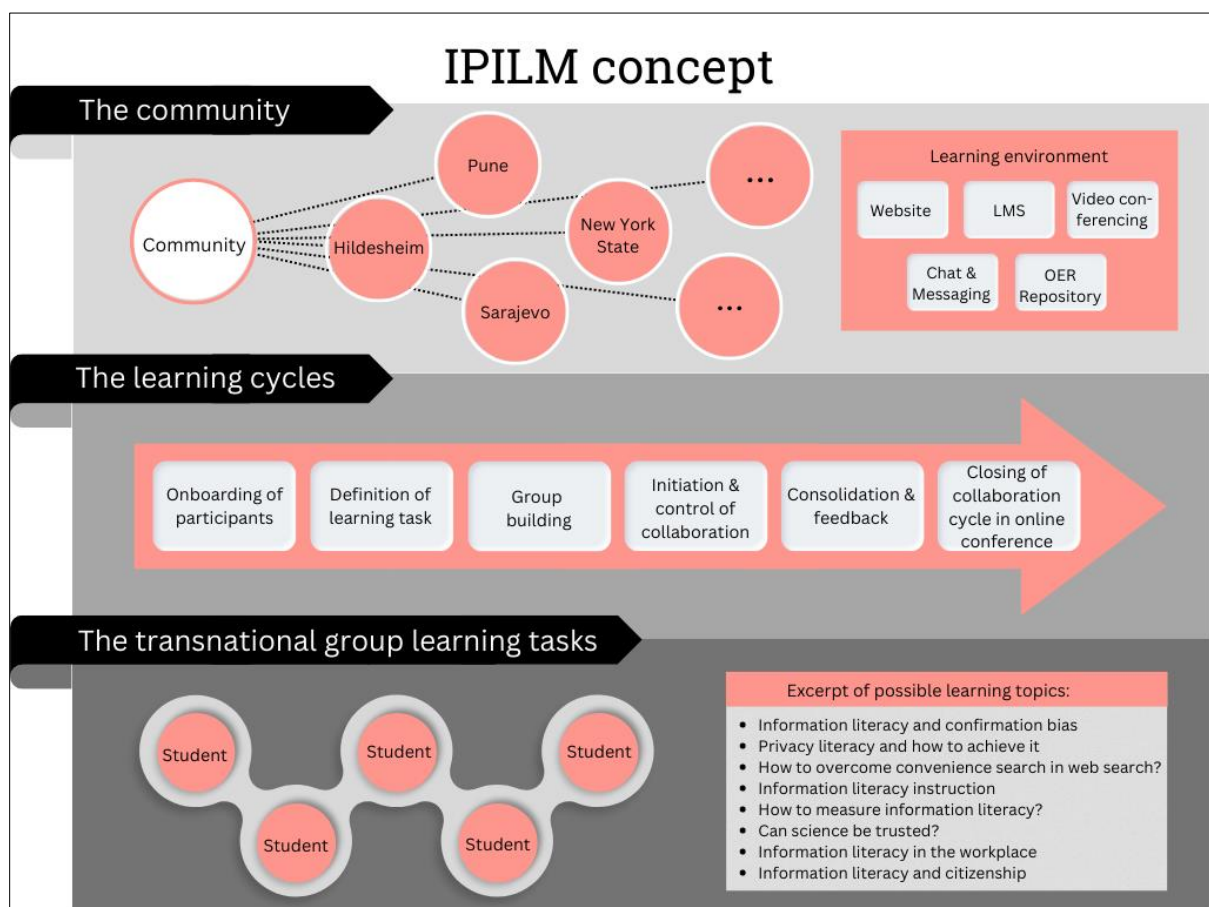 IPILM concept
The community
Community
Pune
Hildesheim
New York
State
Sarajevo
...
...
Learning environment
Website
LMS
Video con-
ferencing
Chat &
Messaging
OER
Repository
The learning cycles
Onboarding of
participants
Definition of
learning task
Group
building
Initiation &
control of
collaboration
Consolidation &
feedback
Closing of
collaboration
cycle in online
conference
The transnational group learning tasks
Student
Student
Student
Student
Student
Excerpt of possible learning topics:
• Information literacy and confirmation bias
• Privacy literacy and how to achieve it
• How to overcome convenience search in web search?
• Information literacy instruction
• How to measure information literacy?
• Can science be trusted?
• Information literacy in the workplace
• Information literacy and citizenship